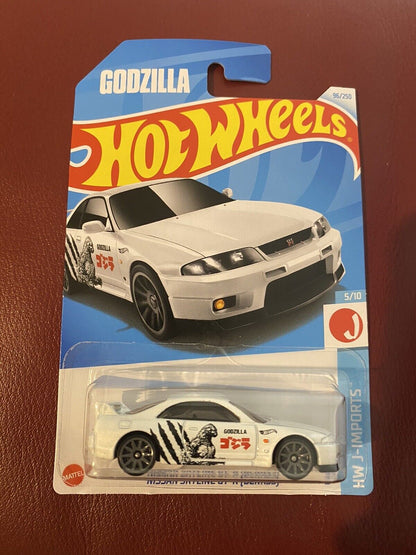 GODZILLA
96/250
HOT WHEELS
GODZILLA
ゴジラ
5/10
J
HW J-IMPORTS
GODZILLA
ゴジラ
MATTEL
NISSAN SKYLINE GT-R [BCNR33]